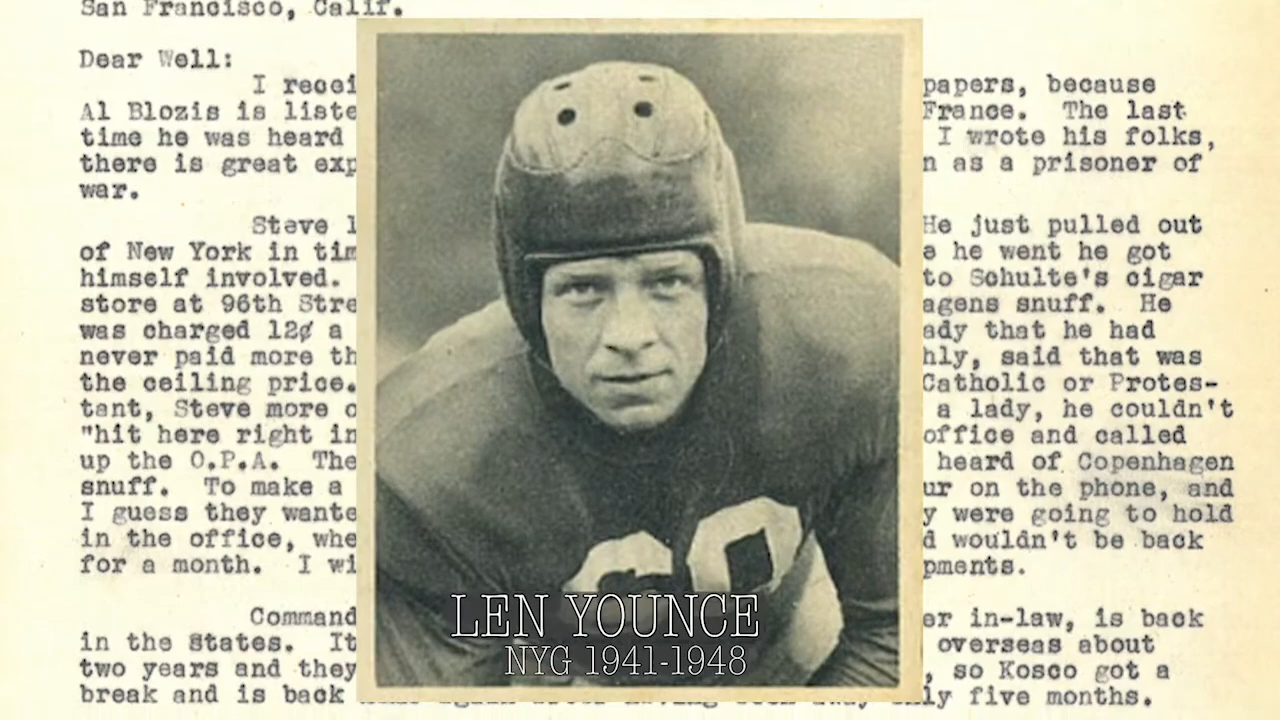 San Francisco, Calif.
Dear Well:
I recei papers, because
Al Blozis is liste France. The last
time he was heard I wrote his folks,
there is great exp n as a prisoner of
war.
Steve l He just pulled out
of New York in tim e he went he got
himself involved. to Schulte's cigar
store at 96th Stre agens snuff. He
was charged 12¢ a ady that he had
never paid more th hly, said that was
the ceiling price. Catholic or Protes-
tant, Steve more o a lady, he couldn't
"hit here right in office and called
up the O.P.A. The heard of Copenhagen
snuff. To make a ur on the phone, and
I guess they wante y were going to hold
in the office, whe d wouldn't be back
for a month. I wi pments.
Command er in-law, is back
in the States. It overseas about
two years and they , so Kosco got a
break and is back ly five months.
60
LEN YOUNCE
NYG 1941-1948